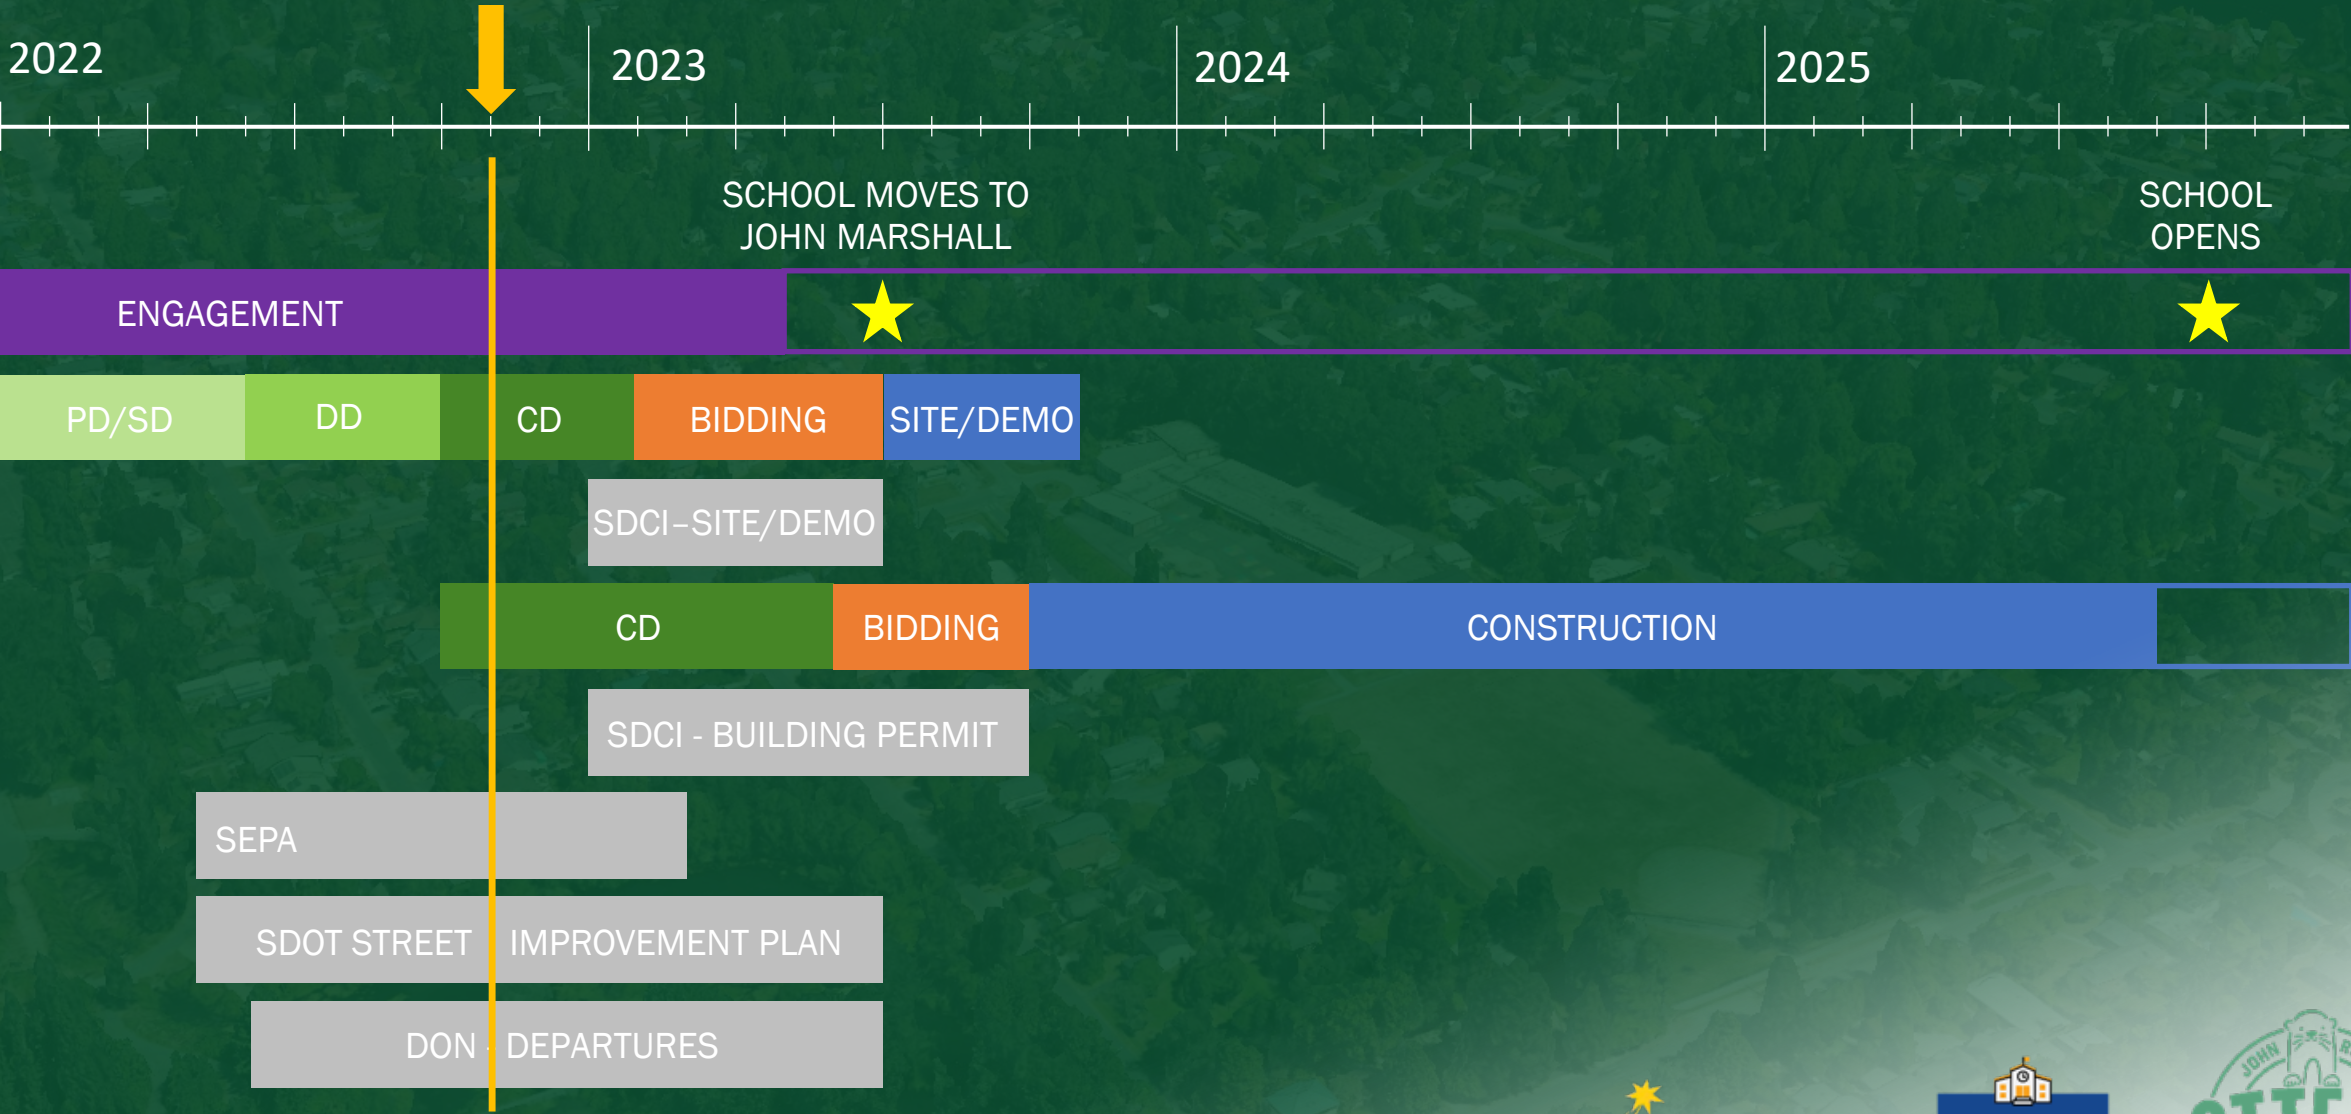 2022
2023
2024
2025
SCHOOL MOVES TO
JOHN MARSHALL
SCHOOL
OPENS
ENGAGEMENT
PD/SD
DD
CD
BIDDING
SITE/DEMO
SDCI–SITE/DEMO
CD
BIDDING
CONSTRUCTION
SDCI - BUILDING PERMIT
SEPA
SDOT STREET IMPROVEMENT PLAN
DON - DEPARTURES
JOHN